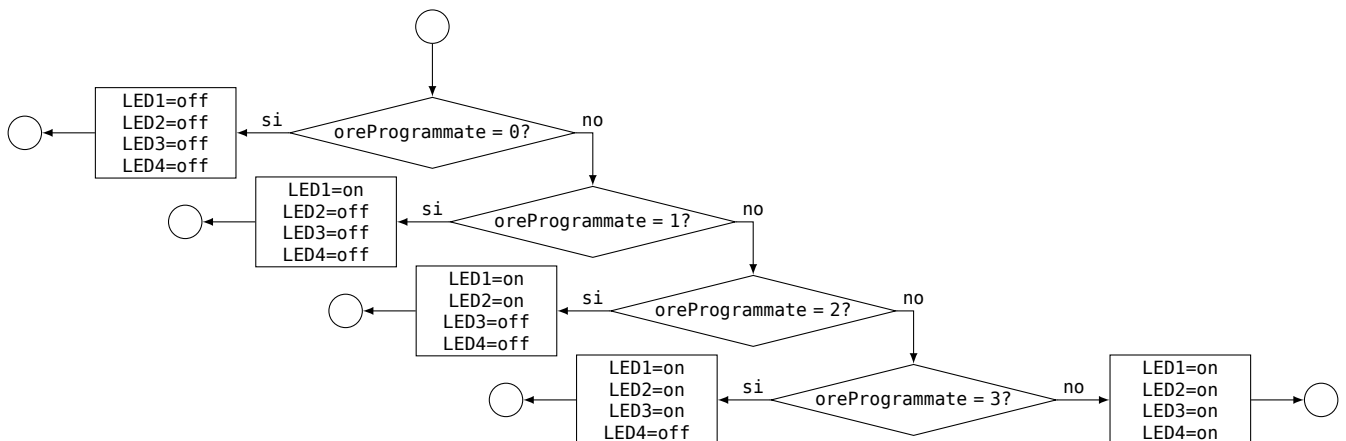 LED1=off
LED2=off
LED3=off
LED4=off
si
oreProgrammate = 0?
no
LED1=on
LED2=off
LED3=off
LED4=off
si
oreProgrammate = 1?
no
LED1=on
LED2=on
LED3=off
LED4=off
si
oreProgrammate = 2?
no
LED1=on
LED2=on
LED3=on
LED4=off
si
oreProgrammate = 3?
no
LED1=on
LED2=on
LED3=on
LED4=on